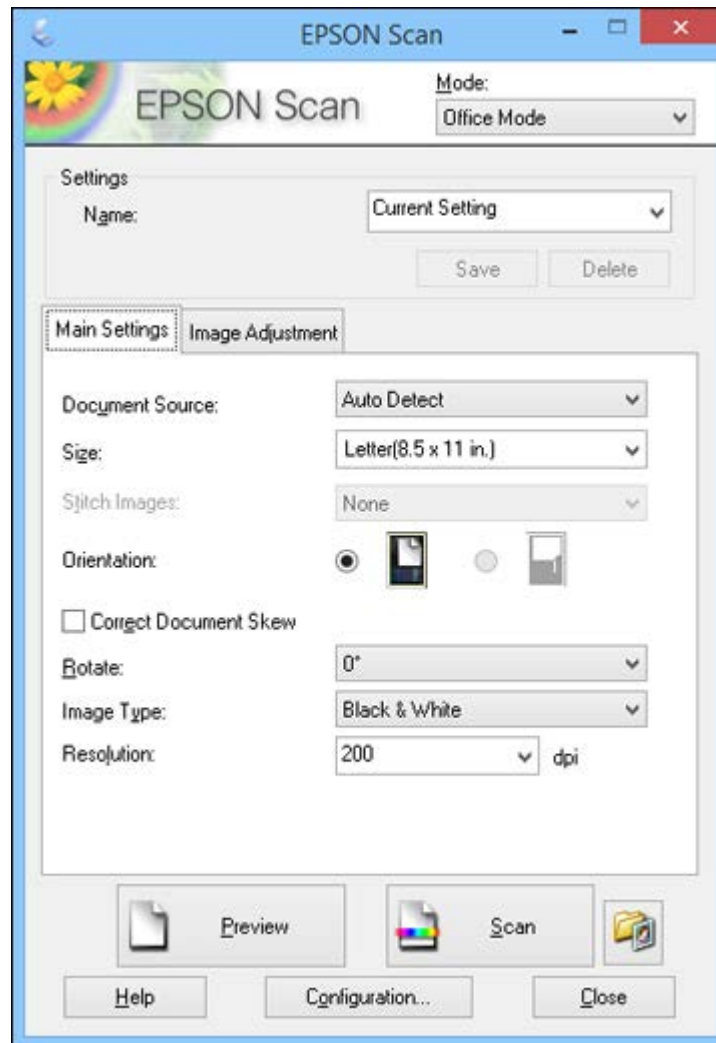 EPSON Scan
EPSON Scan
Mode:
Office Mode
Settings
Name:
Current Setting
Save
Delete
Main Settings
Image Adjustment
Document Source:
Auto Detect
Size:
Letter(8.5 x 11 in.)
Stitch Images:
None
Orientation:
Correct Document Skew
Rotate:
0°
Image Type:
Black & White
Resolution:
200
dpi
Preview
Scan
Help
Configuration...
Close